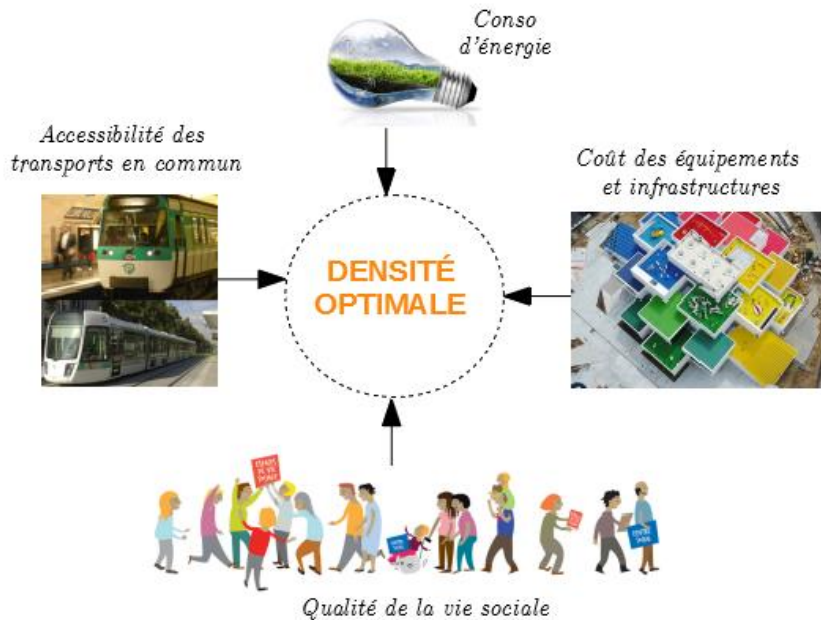 Conso
d'énergie
Accessibilité des
transports en commun
Coût des équipements
et infrastructures
DENSITÉ
OPTIMALE
Qualité de la vie sociale